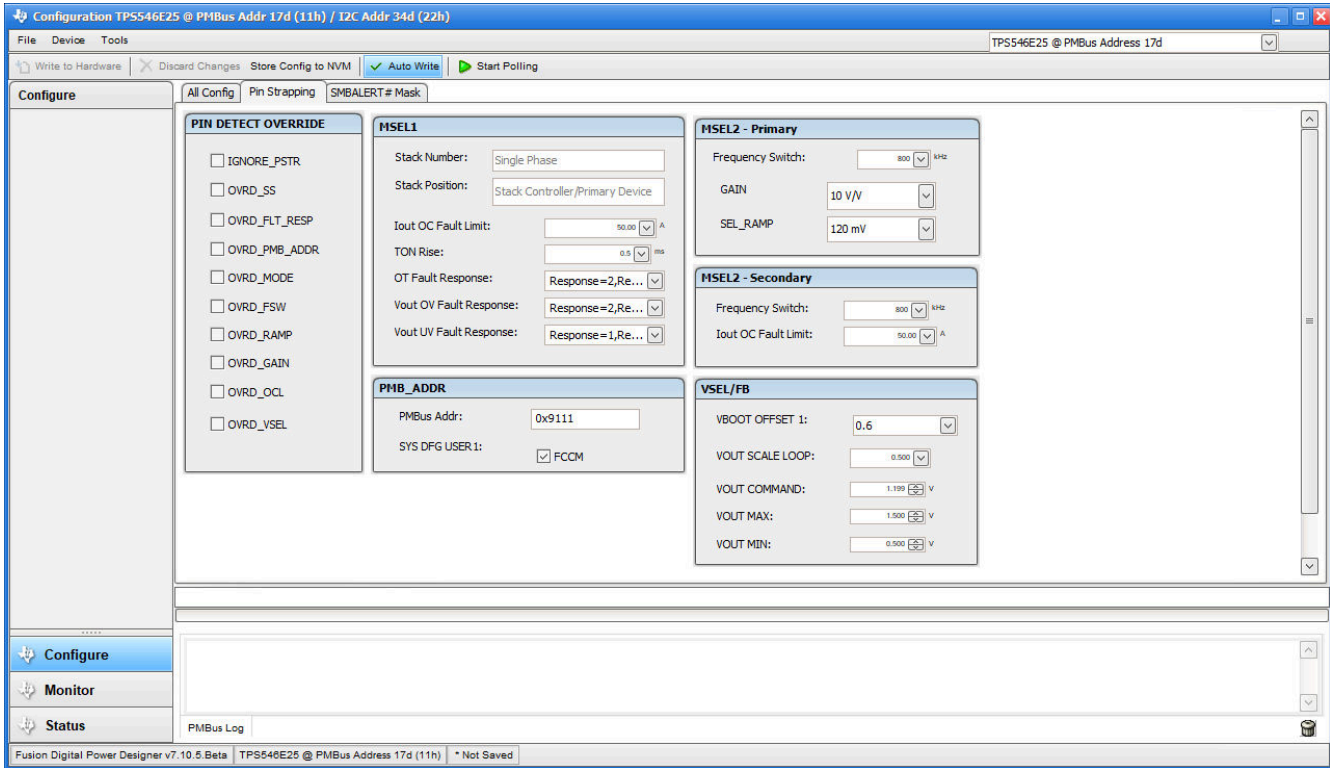 Configuration TPS546E25 @ PMBus Addr 17d (11h) / I2C Addr 34d (22h)
File Device Tools
TPS546E25 @ PMBus Address 17d
Write to Hardware Discard Changes Store Config to NVM Auto Write Start Polling
Configure
All Config Pin Strapping SMBALERT# Mask
PIN DETECT OVERRIDE
IGNORE_PSTR
OVRD_SS
OVRD_FLT_RESP
OVRD_PMB_ADDR
OVRD_MODE
OVRD_FSW
OVRD_RAMP
OVRD_GAIN
OVRD_OCL
OVRD_VSEL
MSEL1
Stack Number: Single Phase
Stack Position: Stack Controller/Primary Device
Iout OC Fault Limit: 50.00 A
TON Rise: 0.5 ms
OT Fault Response: Response=2,Re...
Vout OV Fault Response: Response=2,Re...
Vout UV Fault Response: Response=1,Re...
PMB_ADDR
PMBus Addr: 0x9111
SYS DFG USER1: FCCM
MSEL2 - Primary
Frequency Switch: 800 kHz
GAIN 10 V/V
SEL_RAMP 120 mV
MSEL2 - Secondary
Frequency Switch: 800 kHz
Iout OC Fault Limit: 50.00 A
VSEL/FB
VBOOT OFFSET 1: 0.6
VOUT SCALE LOOP: 0.500
VOUT COMMAND: 1.199 V
VOUT MAX: 1.500 V
VOUT MIN: 0.500 V
Configure
Monitor
Status
PMBus Log
Fusion Digital Power Designer v7.10.5.Beta TPS546E25 @ PMBus Address 17d (11h) * Not Saved